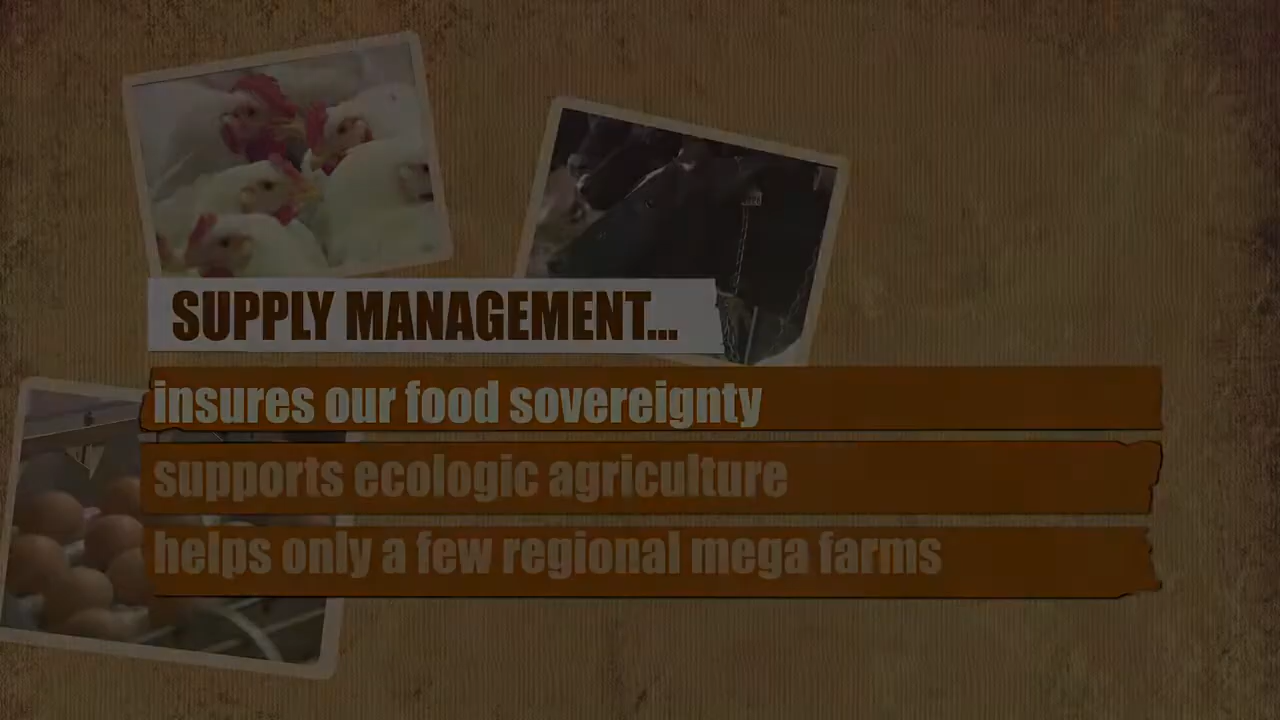 SUPPLY MANAGEMENT...
insures our food sovereignty
supports ecologic agriculture
helps only a few regional mega farms